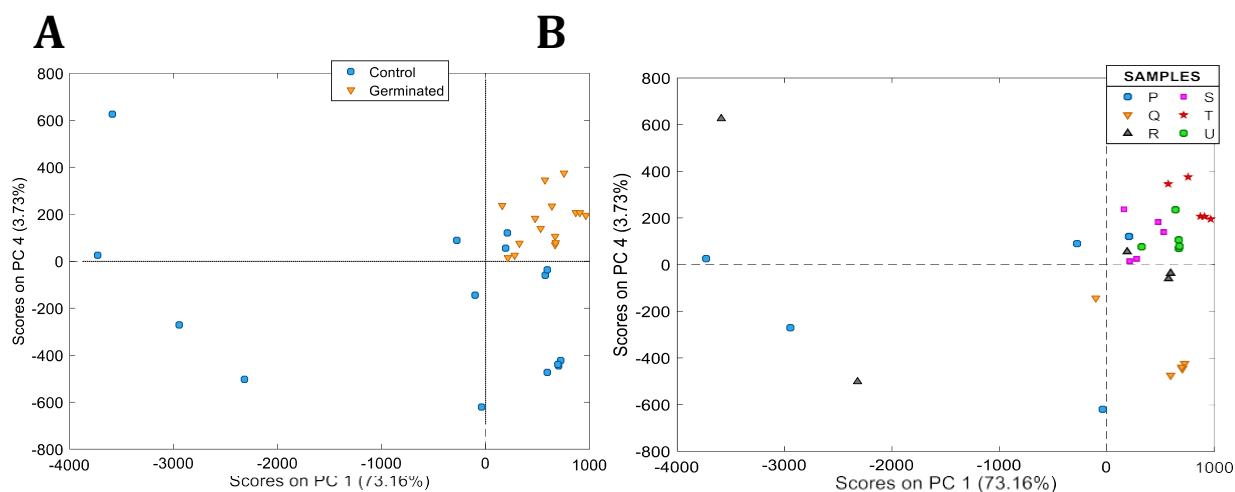 A
Control
Germinated
800
600
400
200
0
-200
-400
-600
-800
Scores on PC 4 (3.73%)
-4000 -3000 -2000 -1000 0 1000
Scores on PC 1 (73.16%)
B
SAMPLES
P S
Q T
R U
800
600
400
200
0
-200
-400
-600
-800
Scores on PC 4 (3.73%)
-4000 -3000 -2000 -1000 0 1000
Scores on PC 1 (73.16%)